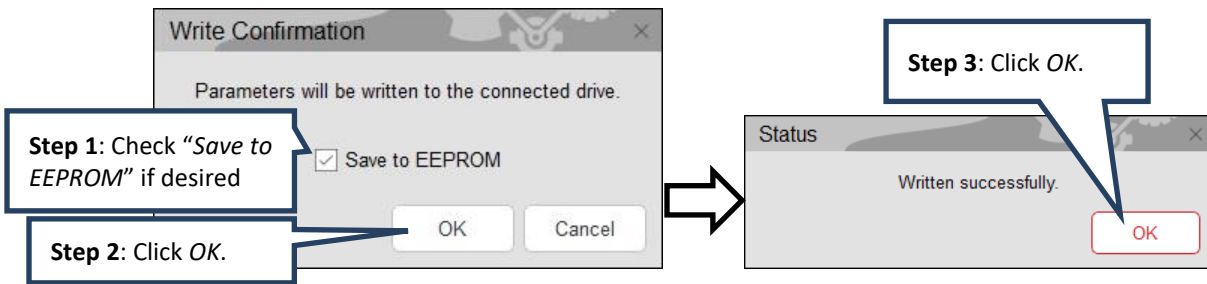 Write Confirmation
Parameters will be written to the connected drive.
Step 1: Check “Save to
EEPROM” if desired
Save to EEPROM
OK
Cancel
Step 2: Click OK.
Step 3: Click OK.
Status
Written successfully.
OK